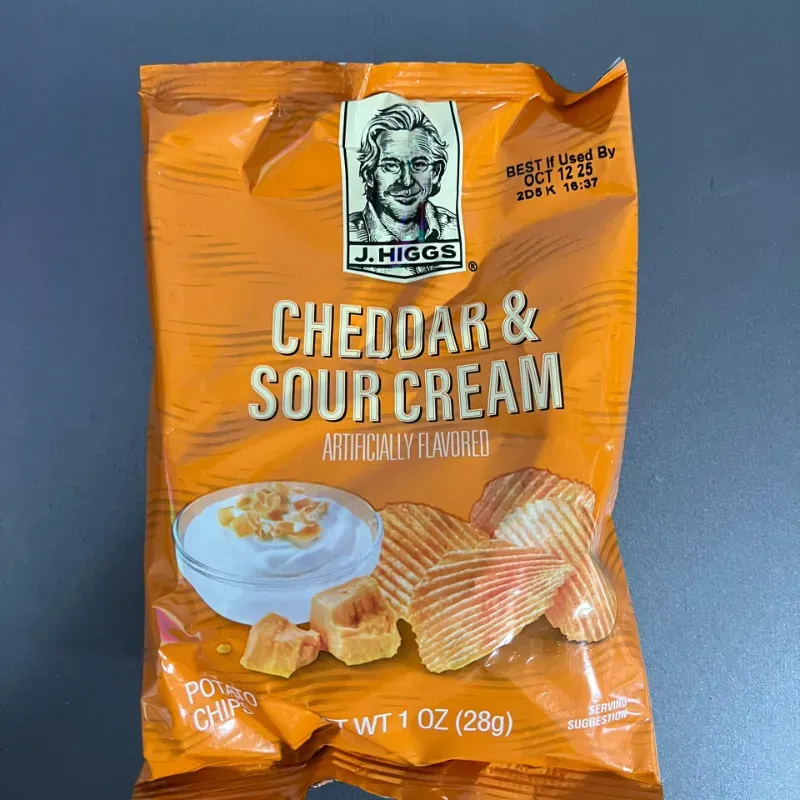 BEST If Used By
OCT 12 25
2D5 K 16:37
J. HIGGS
®
CHEDDAR &
SOUR CREAM
ARTIFICIALLY FLAVORED
POTATO
CHIPS
WT 1 OZ (28g)
SERVING
SUGGESTION